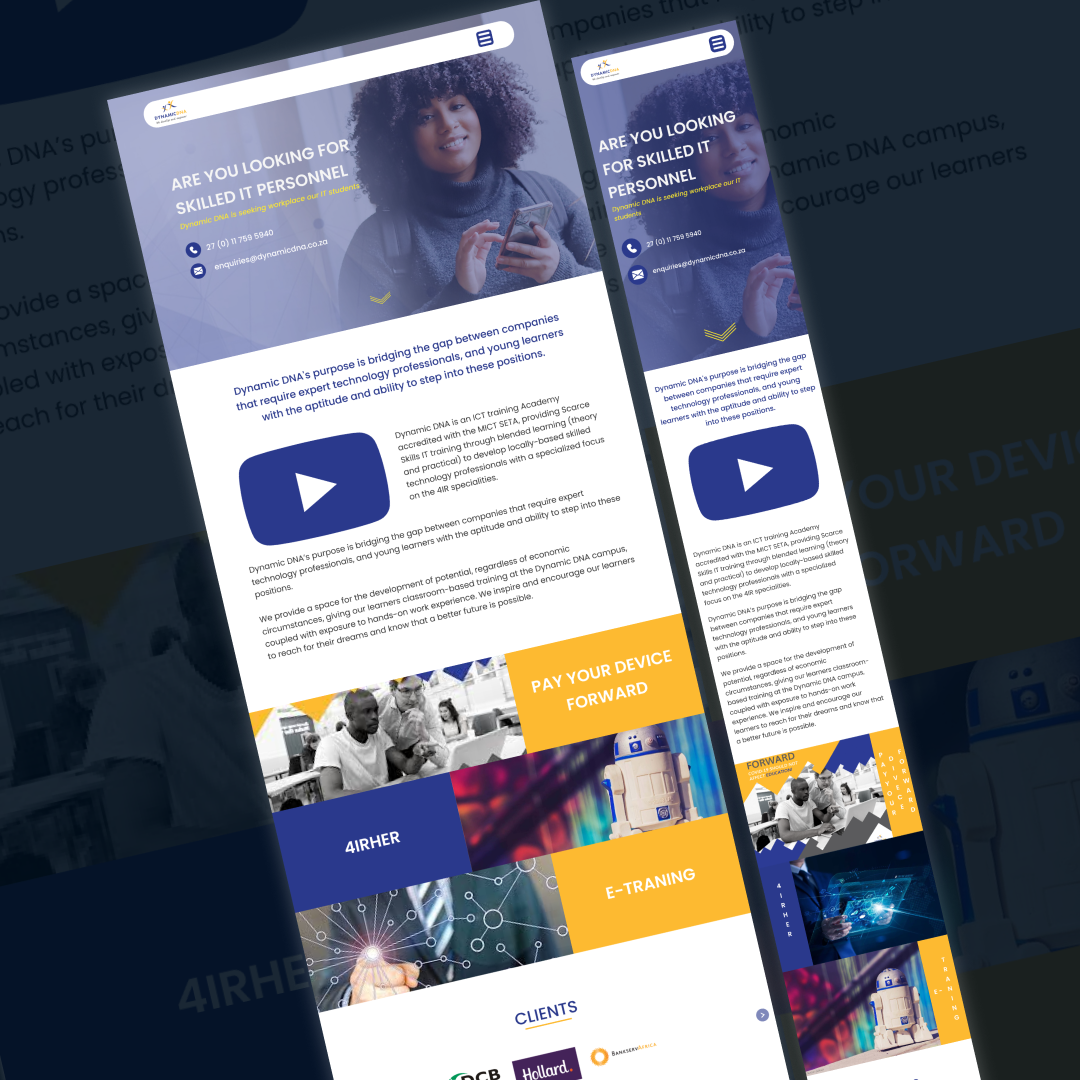 DYNAMICDNA
ARE YOU LOOKING FOR
SKILLED IT PERSONNEL
Dynamic DNA is seeking workplace our IT students
27 (0) 11 759 5940
enquiries@dynamicdna.co.za
Dynamic DNA's purpose is bridging the gap between companies
that require expert technology professionals, and young learners
with the aptitude and ability to step into these positions.
Dynamic DNA is an ICT training Academy
accredited with the MICT SETA, providing Scarce
Skills IT training through blended learning (theory
and practical) to develop locally-based skilled
technology professionals with a specialized focus
on the 4IR specialities.
Dynamic DNA's purpose is bridging the gap between companies that require expert
technology professionals, and young learners with the aptitude and ability to step into these
positions.
We provide a space for the development of potential, regardless of economic
circumstances, giving our learners classroom-based training at the Dynamic DNA campus,
coupled with exposure to hands-on work experience. We inspire and encourage our learners
to reach for their dreams and know that a better future is possible.
PAY YOUR DEVICE
FORWARD
4IRHER
E-TRANING
CLIENTS
DCB
Hollard.
BANKSERVAFRICA
DYNAMICDNA
ARE YOU LOOKING
FOR SKILLED IT
PERSONNEL
Dynamic DNA is seeking workplace our IT
students
27 (0) 11 759 5940
enquiries@dynamicdna.co.za
Dynamic DNA's purpose is bridging the gap
between companies that require expert
technology professionals, and young
learners with the aptitude and ability to step
into these positions.
Dynamic DNA is an ICT training Academy
accredited with the MICT SETA, providing Scarce
Skills IT training through blended learning (theory
and practical) to develop locally-based skilled
technology professionals with a specialized
focus on the 4IR specialities.
Dynamic DNA's purpose is bridging the gap
between companies that require expert
technology professionals, and young learners
with the aptitude and ability to step into these
positions.
We provide a space for the development of
potential, regardless of economic
circumstances, giving our learners classroom-
based training at the Dynamic DNA campus,
coupled with exposure to hands-on work
experience. We inspire and encourage our
learners to reach for their dreams and know that
a better future is possible.
FORWARD
PAY YOUR
DEVICE
FORWARD
4IRHER
E-
TRANING
mpanies that
ility to step in
DNA's pu
ogy profess
ns.
ovide a spac
mstances, giv
led with expos
each for their d
nomic
namic DNA campus,
courage our learners
OUR DEVIC
ORWARD
4IRHE